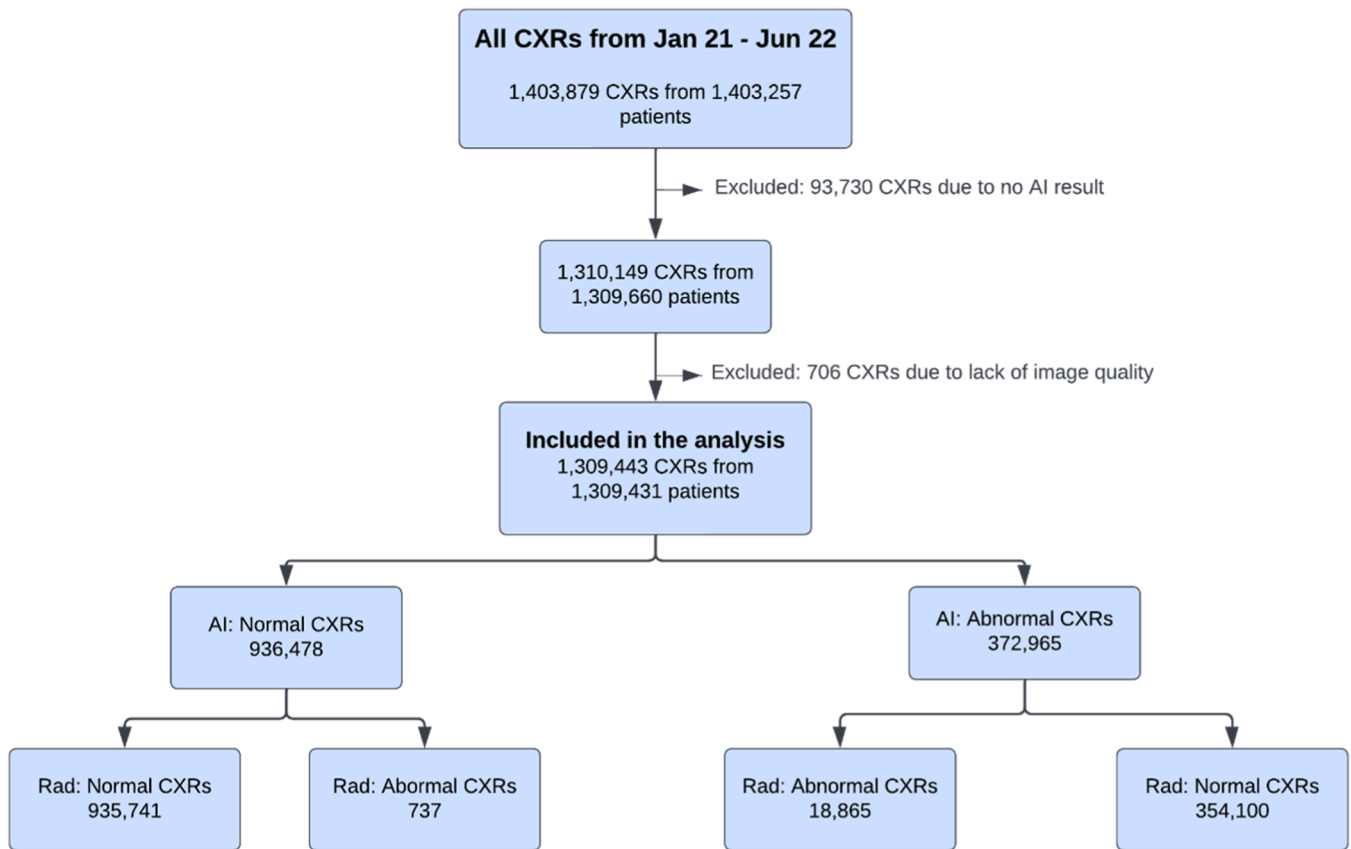 All CXRs from Jan 21 - Jun 22
1,403,879 CXRs from 1,403,257
patients
Excluded: 93,730 CXRs due to no AI result
1,310,149 CXRs from
1,309,660 patients
Excluded: 706 CXRs due to lack of image quality
Included in the analysis
1,309,443 CXRs from
1,309,431 patients
AI: Normal CXRs
936,478
AI: Abnormal CXRs
372,965
Rad: Normal CXRs
935,741
Rad: Abormal CXRs
737
Rad: Abnormal CXRs
18,865
Rad: Normal CXRs
354,100